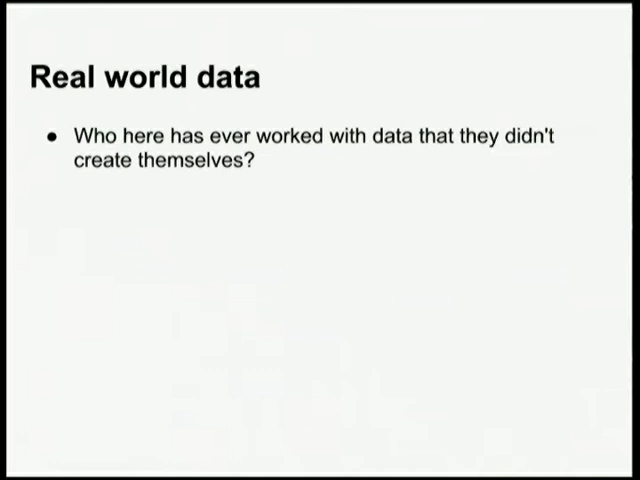 Real world data
● Who here has ever worked with data that they didn't
create themselves?